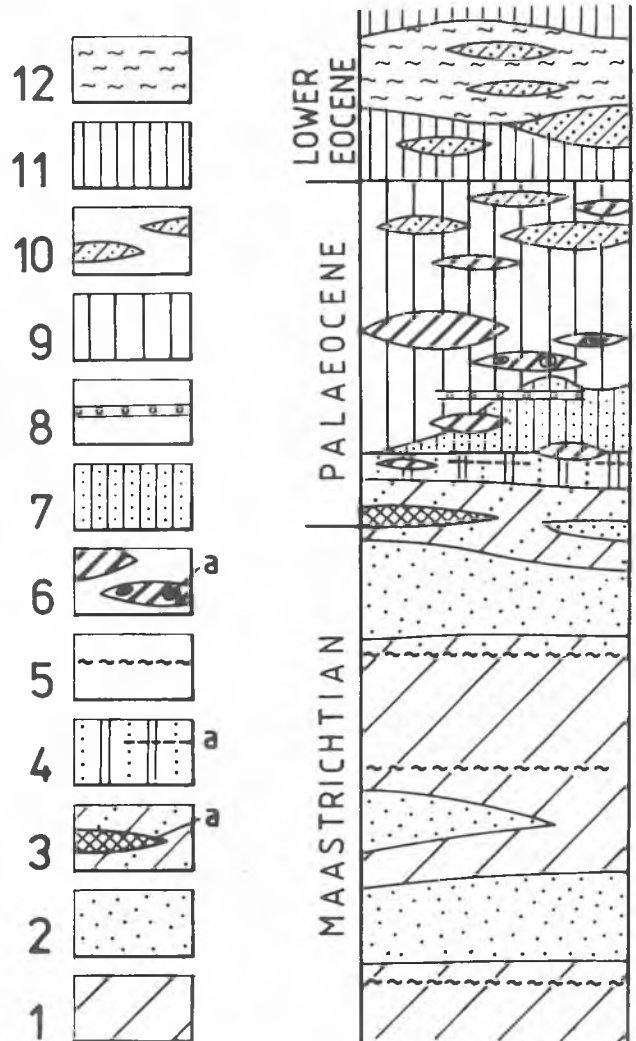 12
11
10
9
8
7
6 a
5
4 a
3 a
2
1
LOWER
EOCENE
PALAEOCENE
MAASTRICHTIAN